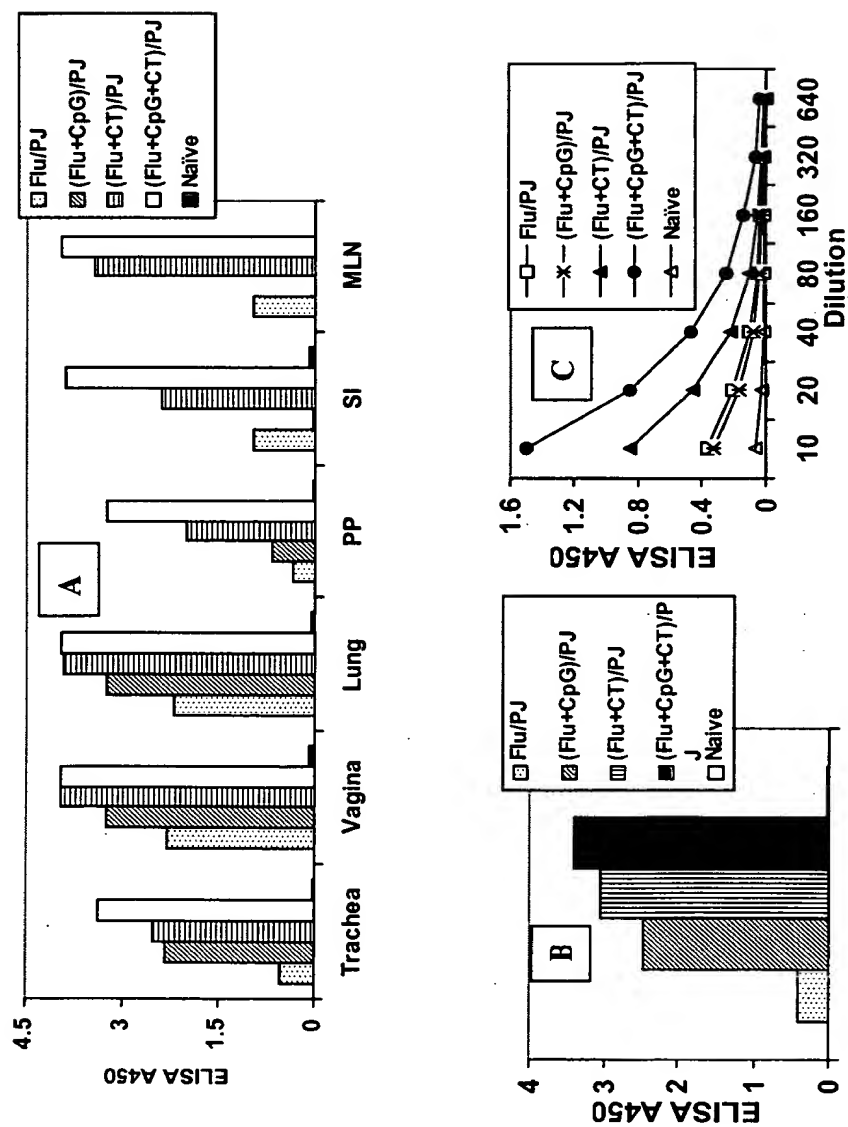 A
Flu/PJ
(Flu+CpG)/PJ
(Flu+CT)/PJ
(Flu+CpG+CT)/PJ
Naïve
ELISA A450
4.5
3
1.5
0
Trachea Vagina Lung PP SI MLN
B
Flu/PJ
(Flu+CpG)/PJ
(Flu+CT)/PJ
(Flu+CpG+CT)/P
J
Naive
ELISA A450
4
3
2
1
0
C
Flu/PJ
(Flu+CpG)/PJ
(Flu+CT)/PJ
(Flu+CpG+CT)/PJ
Naïve
ELISA A450
1.6
1.2
0.8
0.4
0
10 20 40 80 160 320 640
Dilution